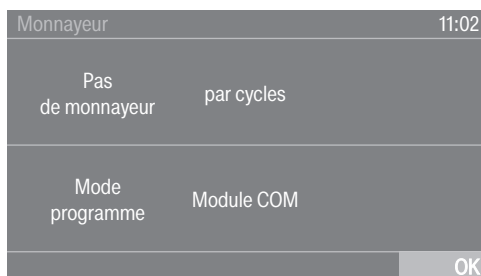 Monnayeur 11:02
Pas
de monnayeur
par cycles
Mode
programme
Module COM
OK